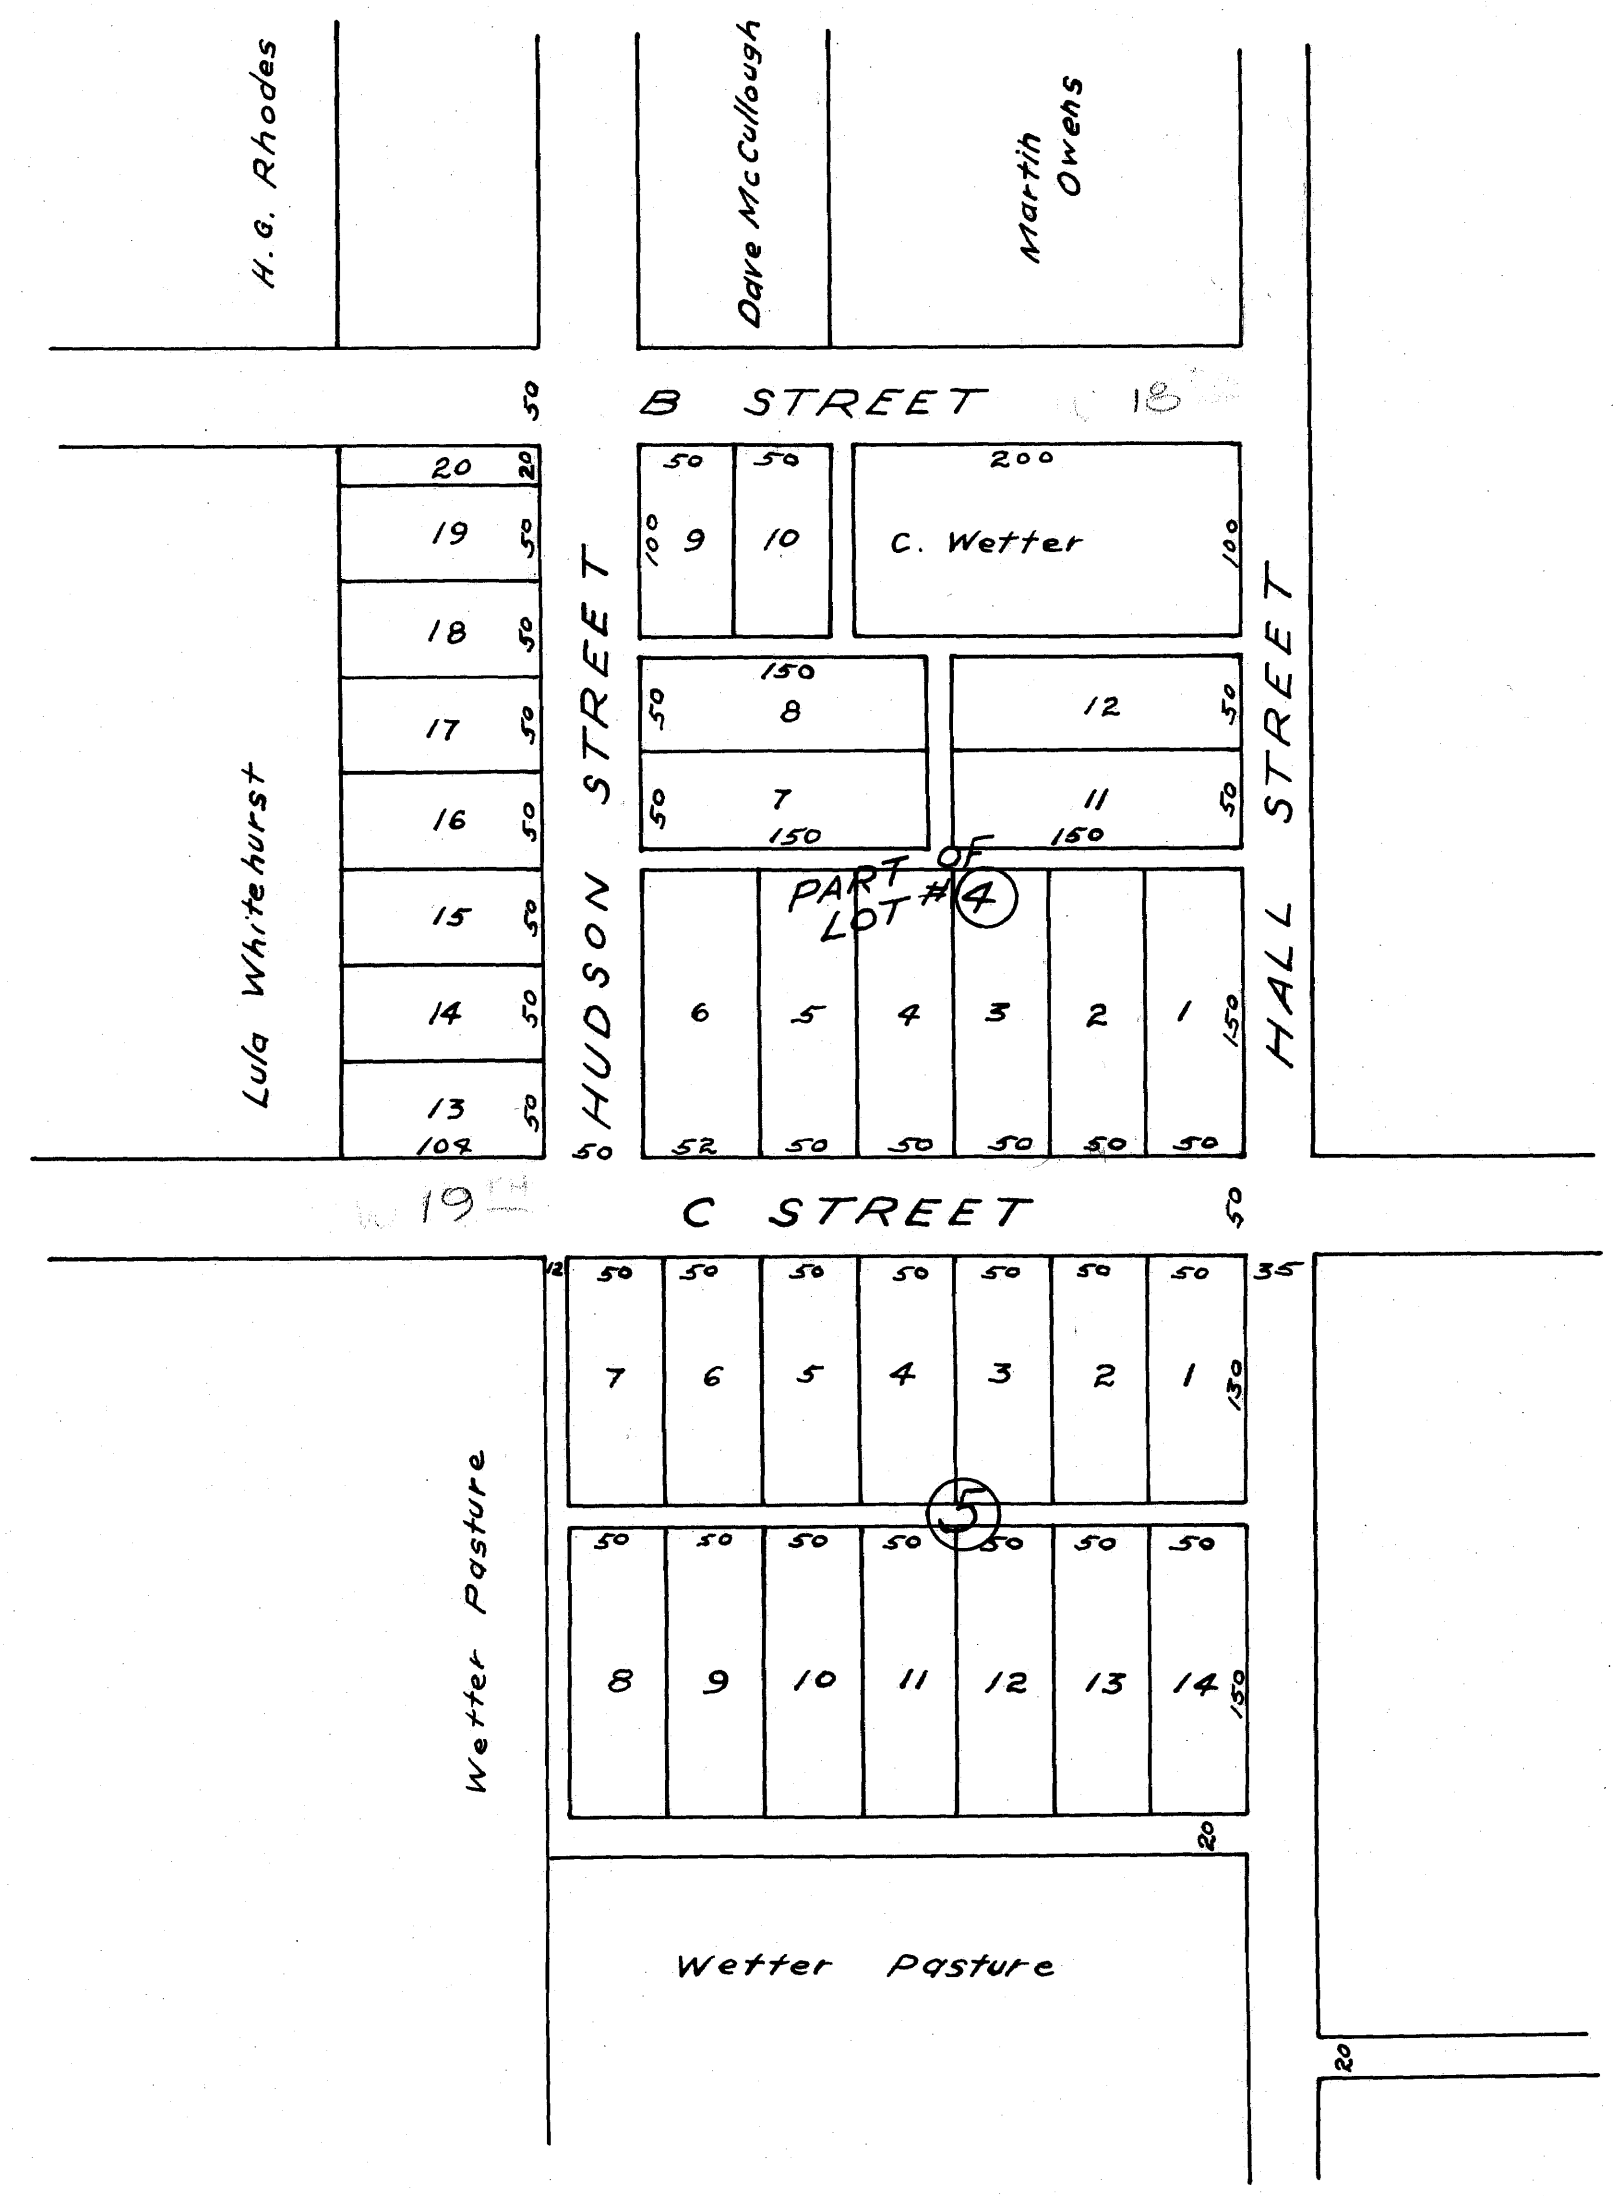 H. G. Rhodes
Dave McCullough
Martin
Owens
50
B STREET
18
20 20
50 50
200
19 50
100 9 10
C. Wetter
100
18 50
HUDSON STREET
HALL STREET
150
50 8
12 50
17 50
7
50
150
11 50
150
16 50
Lula Whitehurst
PART OF
LOT # 4
15 50
14 50
6 5 4 3 2 1 150
13 50
104
50
52 50 50 50 50 50
19TH
C STREET
50
12 50 50 50 50 50 50 50 35
7 6 5 4 3 2 1 130
5
50 50 50 50 50 50 50
Wetter Pasture
8 9 10 11 12 13 14 150
20
Wetter Pasture
20